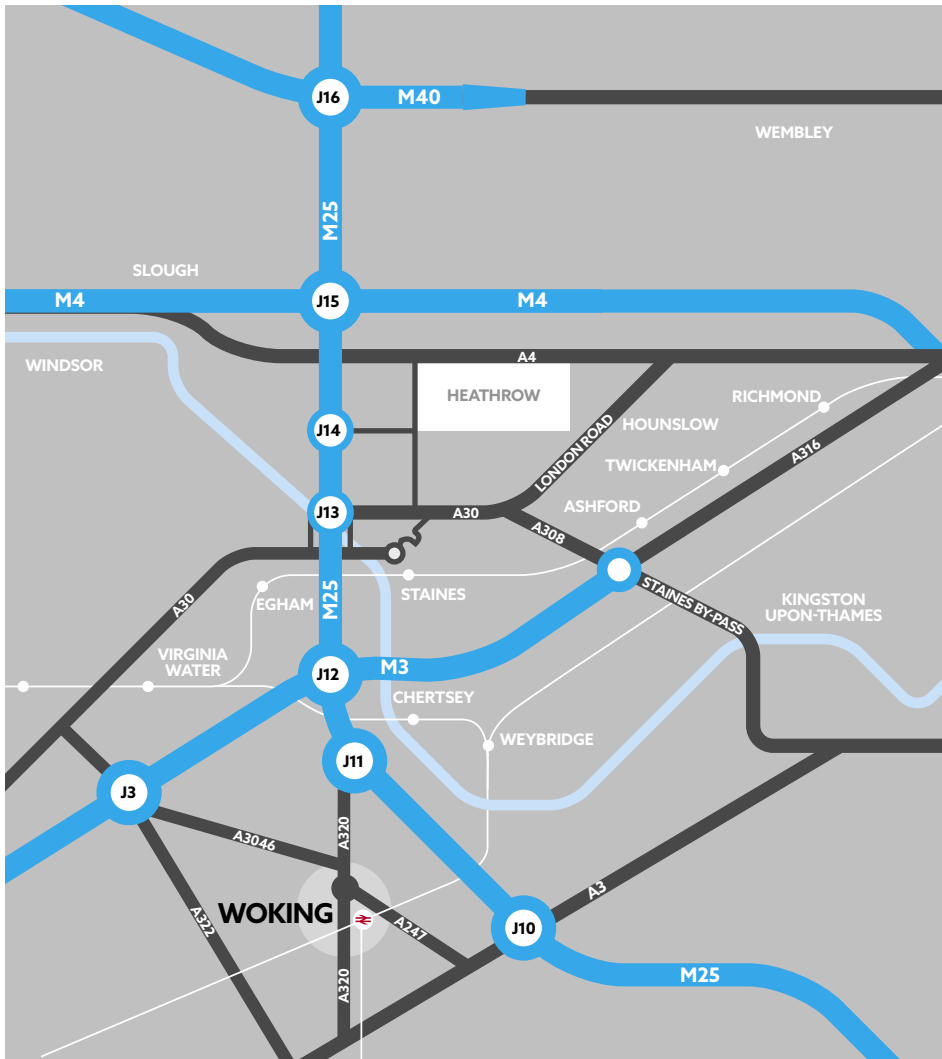 J16
M40
WEMBLEY
M25
SLOUGH
M4
J15
M4
A4
WINDSOR
HEATHROW
RICHMOND
J14
HOUNSLOW
LONDON ROAD
A316
TWICKENHAM
J13
A30
ASHFORD
A308
A30
M25
EGHAM
STAINES
STAINES BY-PASS
KINGSTON
UPON-THAMES
VIRGINIA
WATER
J12
M3
CHERTSEY
WEYBRIDGE
J11
J3
A3046
A320
A3
WOKING
A322
A247
J10
A320
M25